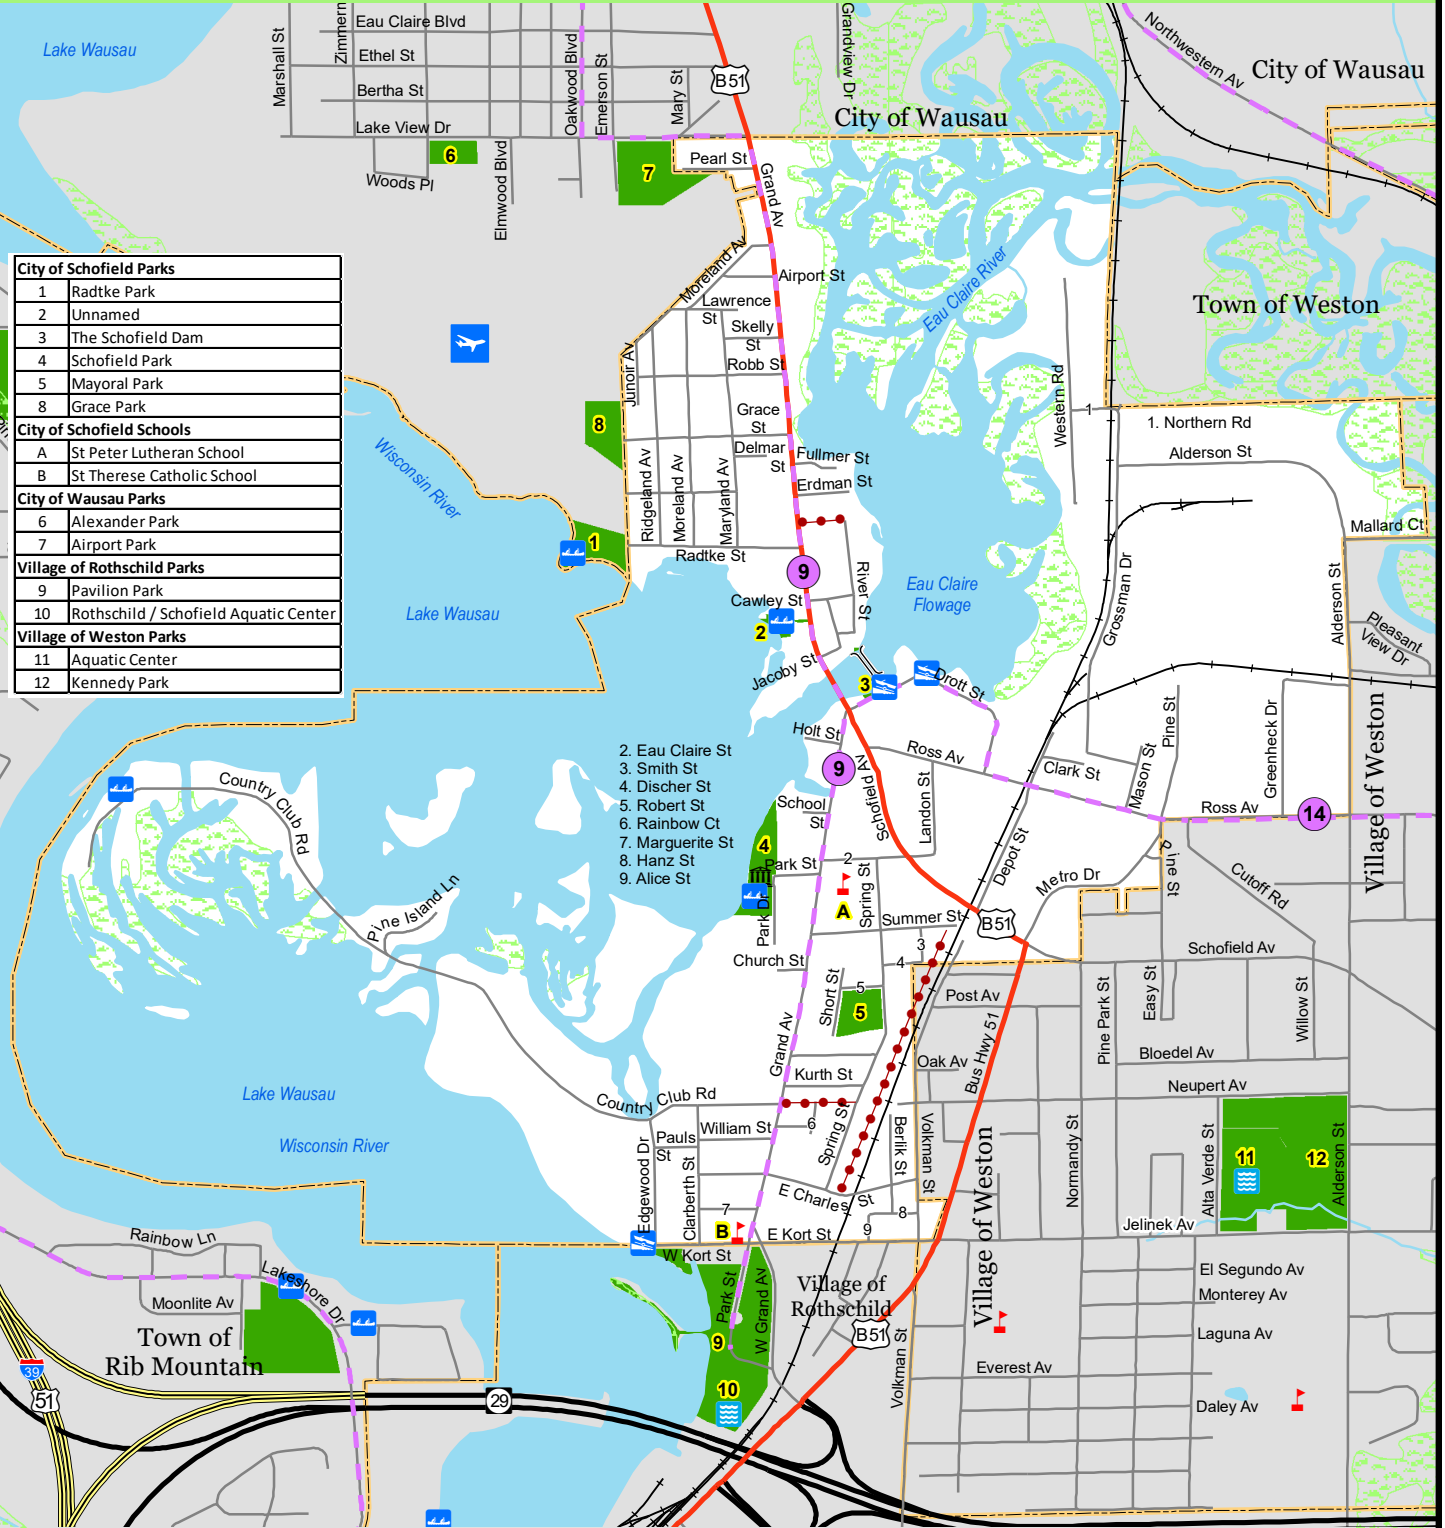 Lake Wausau
Marshall St
Zimmern
Eau Claire Blvd
Ethel St
Bertha St
Lake View Dr
Oakwood Blvd
Emerson St
Mary St
B51
Grandview Dr
City of Wausau
Northwestern Av
City of Wausau
6
7
Woods Pl
Elmwood Blvd
Pearl St
Grand Av
Moreland Av
Airport St
Eau Claire River
Town of Weston
City of Schofield Parks
1 Radtke Park
2 Unnamed
3 The Schofield Dam
4 Schofield Park
5 Mayoral Park
8 Grace Park
City of Schofield Schools
A St Peter Lutheran School
B St Therese Catholic School
City of Wausau Parks
6 Alexander Park
7 Airport Park
Village of Rothschild Parks
9 Pavilion Park
10 Rothschild / Schofield Aquatic Center
Village of Weston Parks
11 Aquatic Center
12 Kennedy Park
Lawrence
St
Skelly
St
Robb St
Junoir Av
Grace
St
Delmar
St
Fullmer St
Erdman St
Western Rd
1
1. Northern Rd
Alderson St
Mallard Ct
8
Wisconsin River
Ridgeland Av
Moreland Av
Maryland Av
1
Radtke St
9
River St
Eau Claire
Flowage
Grossman Dr
Alderson St
Pleasant
View Dr
Lake Wausau
Cawley St
2
Jacoby St
3
Drott St
Holt St
Ross Av
9
Schofield Av
Landon St
Clark St
Mason St
Pine St
Greenheck Dr
Ross Av
14
Village of Weston
2. Eau Claire St
3. Smith St
4. Discher St
5. Robert St
6. Rainbow Ct
7. Marguerite St
8. Hanz St
9. Alice St
Country Club Rd
Pine Island Ln
School
St
4
Park St
Park Dr
2
A
Spring St
Depot St
Metro Dr
Pine St
Cutoff Rd
Summer St
B51
3
4
Church St
Short St
5
5
Post Av
Schofield Av
Pine Park St
Easy St
Willow St
Grand Av
Bus Hwy 51
Oak Av
Bloedel Av
Kurth St
Neupert Av
Lake Wausau
Wisconsin River
Country Club Rd
William St
6
Spring St
Berlik St
Volkman St
Pauls
St
Edgewood Dr
Clarberth St
Normandy St
Alta Verde St
11
12
Alderson St
E Charles St
7
8
B
E Kort St
9
Village of Weston
Jelinek Av
Rainbow Ln
Lakeshore Dr
Moonlite Av
Town of
Rib Mountain
W Kort St
Park St
W Grand Av
9
Village of
Rothschild
B51
Volkman St
El Segundo Av
Monterey Av
Laguna Av
Everest Av
Daley Av
39
51
29
10